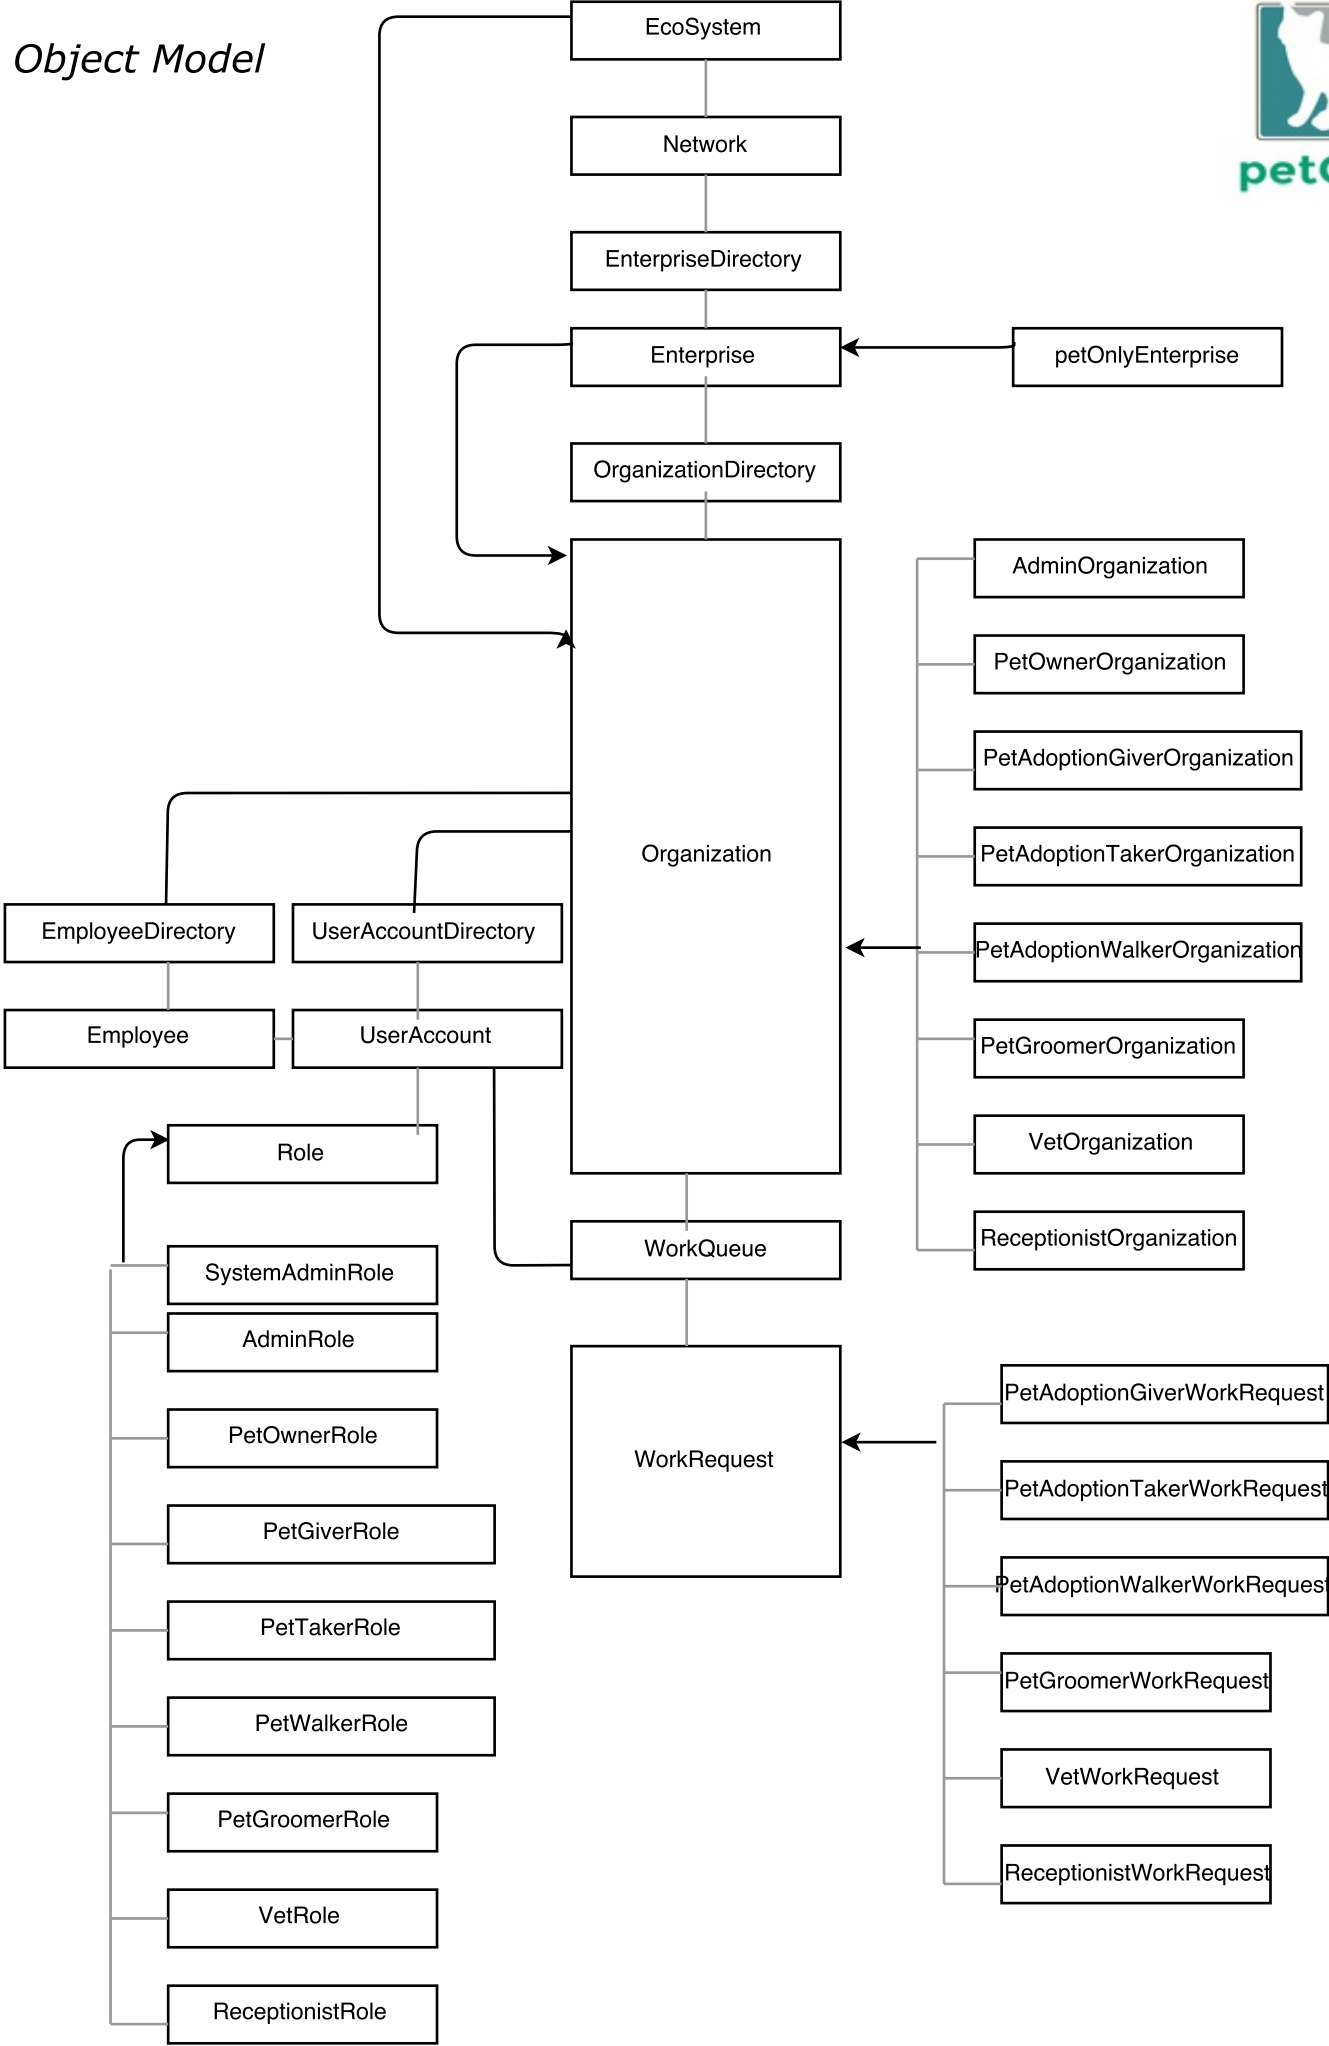 Object Model
EcoSystem
Network
EnterpriseDirectory
Enterprise
petOnlyEnterprise
OrganizationDirectory
Organization
AdminOrganization
PetOwnerOrganization
PetAdoptionGiverOrganization
PetAdoptionTakerOrganization
PetAdoptionWalkerOrganization
PetGroomerOrganization
VetOrganization
ReceptionistOrganization
EmployeeDirectory
UserAccountDirectory
Employee
UserAccount
Role
SystemAdminRole
AdminRole
PetOwnerRole
PetGiverRole
PetTakerRole
PetWalkerRole
PetGroomerRole
VetRole
ReceptionistRole
WorkQueue
WorkRequest
PetAdoptionGiverWorkRequest
PetAdoptionTakerWorkRequest
PetAdoptionWalkerWorkRequest
PetGroomerWorkRequest
VetWorkRequest
ReceptionistWorkRequest